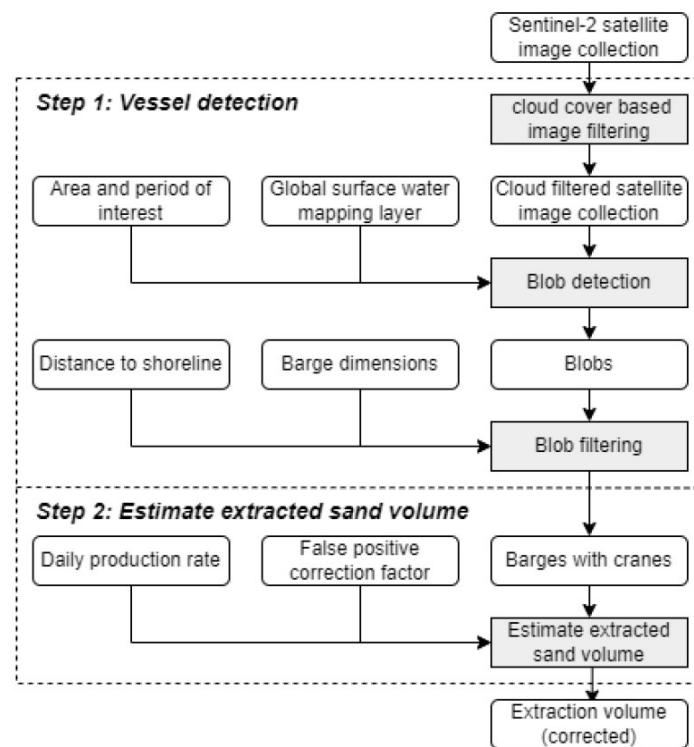 Sentinel-2 satellite
image collection
Step 1: Vessel detection
cloud cover based
image filtering
Area and period of
interest
Global surface water
mapping layer
Cloud filtered satellite
image collection
Blob detection
Distance to shoreline
Barge dimensions
Blobs
Blob filtering
Step 2: Estimate extracted sand volume
Daily production rate
False positive
correction factor
Barges with cranes
Estimate extracted
sand volume
Extraction volume
(corrected)